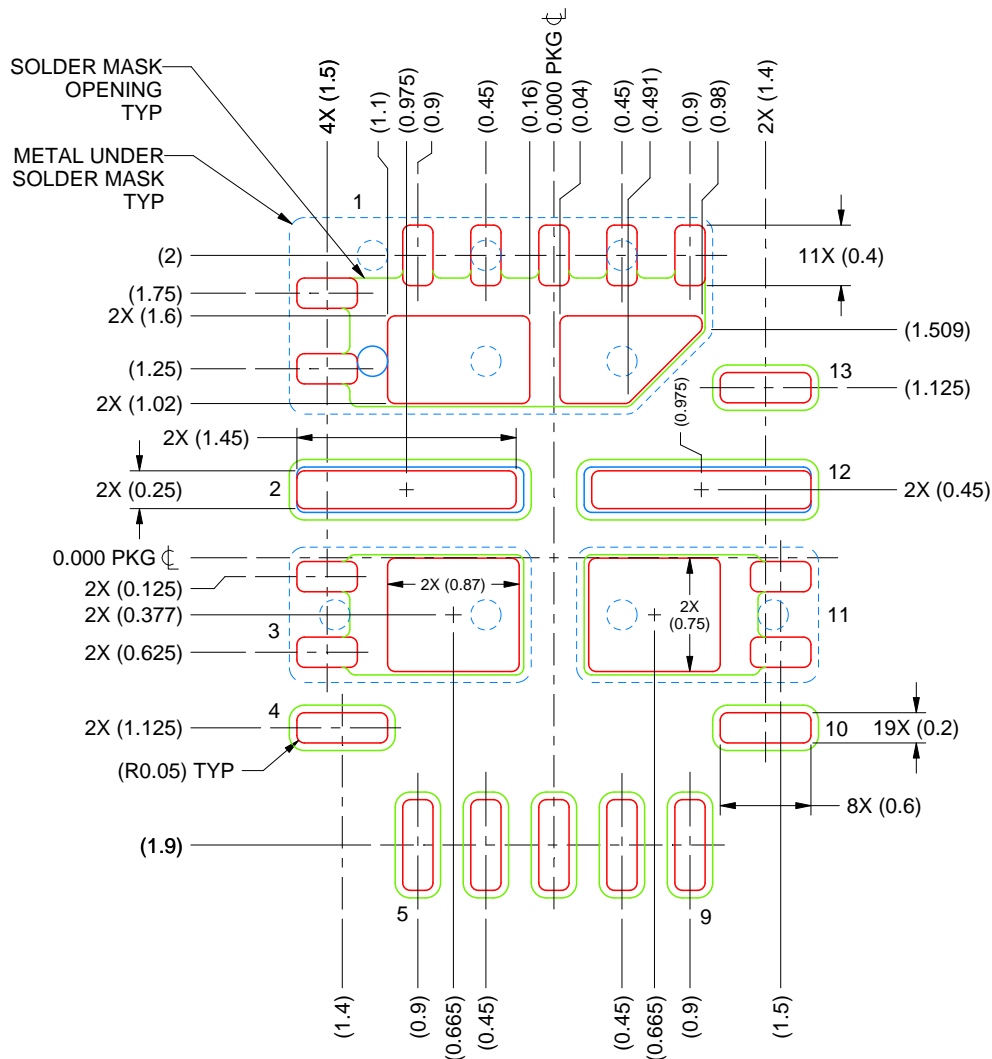 SOLDER MASK
OPENING
TYP
METAL UNDER
SOLDER MASK
TYP
4X (1.5)
(1.1)
(0.975)
(0.9)
(0.45)
(0.16)
0.000 PKG ℄
(0.04)
(0.45)
(0.491)
(0.9)
(0.98)
2X (1.4)
1
(2)
11X (0.4)
(1.75)
2X (1.6)
(1.509)
(1.25)
13
(1.125)
2X (1.02)
(0.975)
2X (1.45)
2X (0.25)
2
12
2X (0.45)
0.000 PKG ℄
2X (0.125)
2X (0.87)
2X (0.377)
2X
(0.75)
11
3
2X (0.625)
4
2X (1.125)
10
19X (0.2)
(R0.05) TYP
8X (0.6)
(1.9)
5
9
(1.4)
(0.9)
(0.665)
(0.45)
(0.45)
(0.665)
(0.9)
(1.5)